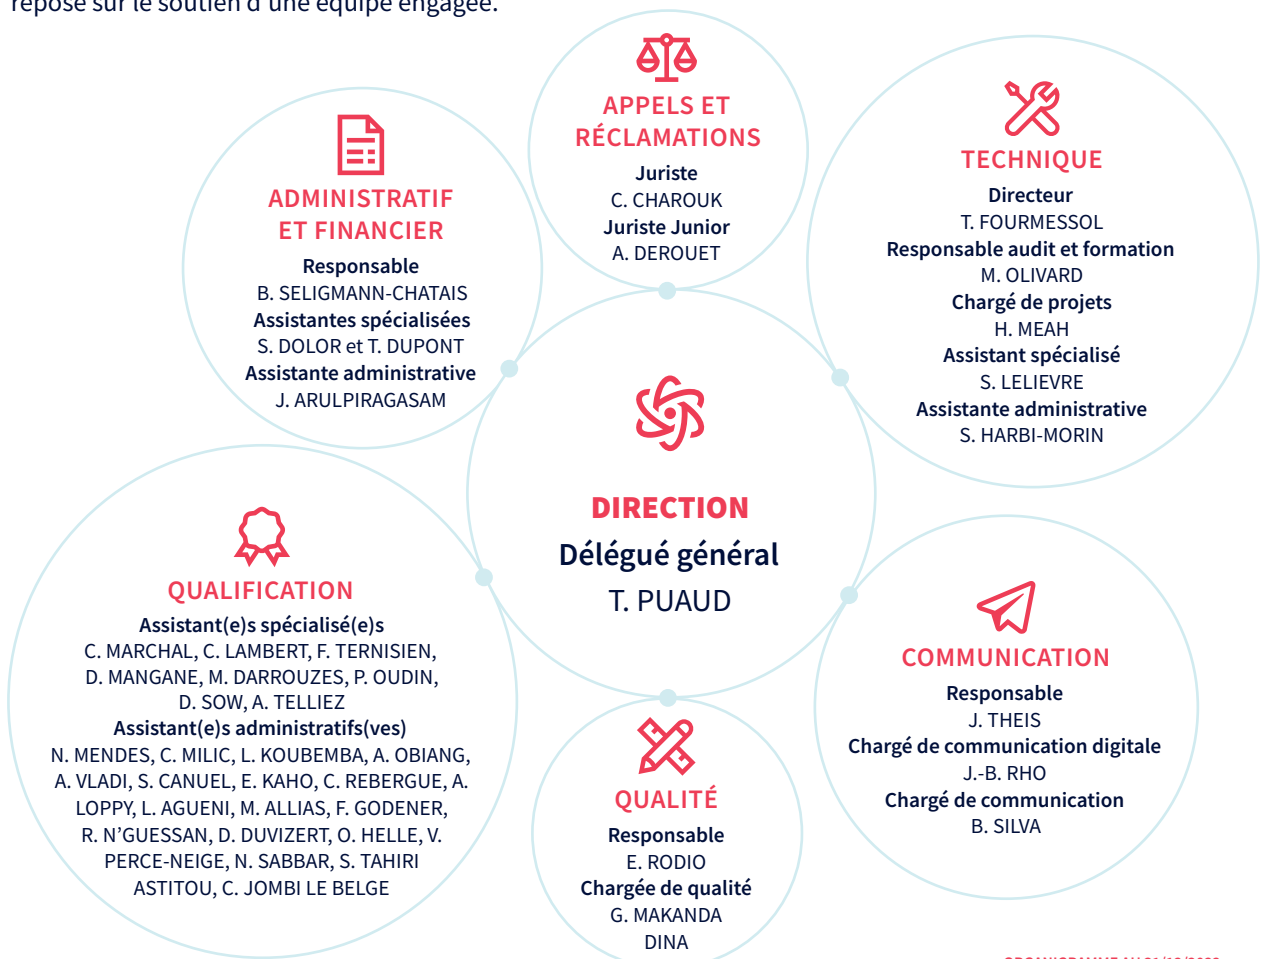 repose sur le soutien d'une équipe engagée.
APPELS ET
RÉCLAMATIONS
Juriste
C. CHAROUK
Juriste Junior
A. DEROUET
TECHNIQUE
Directeur
T. FOURMESSOL
Responsable audit et formation
M. OLIVARD
Chargé de projets
H. MEAH
Assistant spécialisé
S. LELIEVRE
Assistante administrative
S. HARBI-MORIN
ADMINISTRATIF
ET FINANCIER
Responsable
B. SELIGMANN-CHATAIS
Assistantes spécialisées
S. DOLOR et T. DUPONT
Assistante administrative
J. ARULPIRAGASAM
DIRECTION
Délégué général
T. PUAUD
QUALIFICATION
Assistant(e)s spécialisé(e)s
C. MARCHAL, C. LAMBERT, F. TERNISIEN,
D. MANGANE, M. DARROUZES, P. OUDIN,
D. SOW, A. TELLIEZ
Assistant(e)s administratifs(ves)
N. MENDES, C. MILIC, L. KOUBEMBA, A. OBIANG,
A. VLADI, S. CANUEL, E. KAHO, C. REBERGUE, A.
LOPPY, L. AGUENI, M. ALLIAS, F. GODENER,
R. N'GUESSAN, D. DUVIZERT, O. HELLE, V.
PERCE-NEIGE, N. SABBAR, S. TAHIRI
ASTITOU, C. JOMBI LE BELGE
COMMUNICATION
Responsable
J. THEIS
Chargé de communication digitale
J.-B. RHO
Chargé de communication
B. SILVA
QUALITÉ
Responsable
E. RODIO
Chargée de qualité
G. MAKANDA
DINA